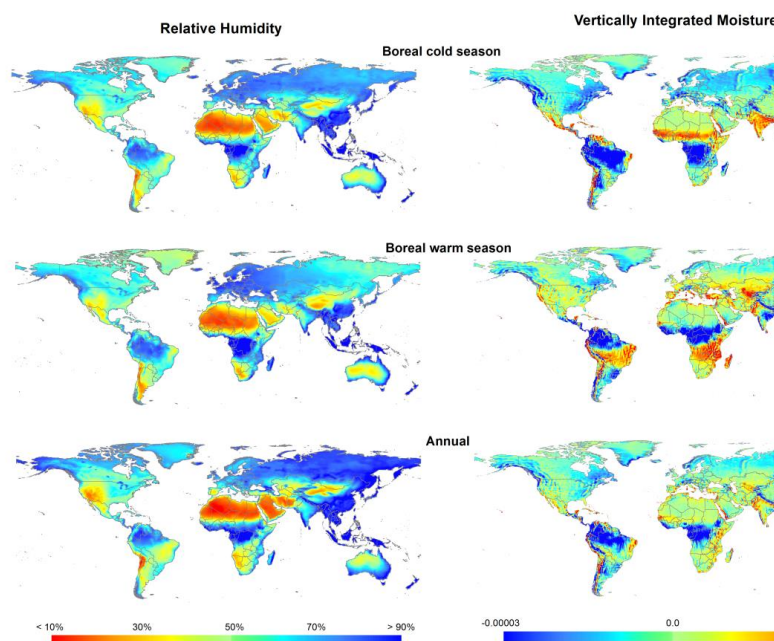 Relative Humidity
Vertically Integrated Moisture
Boreal cold season
Boreal warm season
Annual
< 10% 30% 50% 70% > 90%
-0.00003 0.0